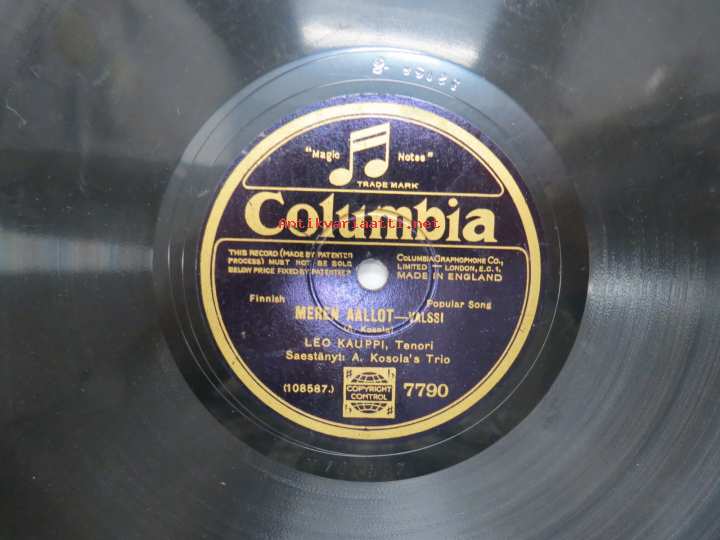 "Magic Notes"
TRADE MARK
Columbia
Antikvariaatti.net
THIS RECORD (MADE BY PATENTED
PROCESS) MUST NOT BE SOLD
BELOW PRICE FIXED BY PATENTEES
COLUMBIA GRAPHOPHONE CO.,
LIMITED — LONDON, E.C.1.
MADE IN ENGLAND
Finnish
Popular Song
MEREN AALLOT—VALSSI
(A. Kosola)
LEO KAUPPI, Tenori
Saestänyt: A. Kosola's Trio
(108587.)
COPYRIGHT
CONTROL
7790